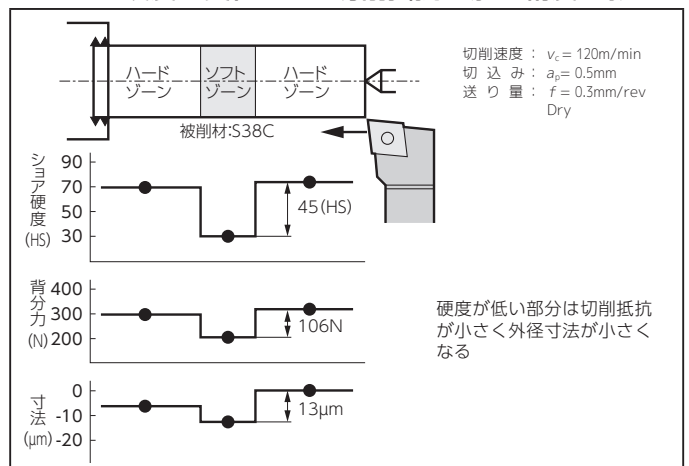 ハード
ゾーン
ソフト
ゾーン
ハード
ゾーン
被削材:S38C
切削速度 : vc = 120m/min
切 込 み : ap= 0.5mm
送 り 量 : f = 0.3mm/rev
Dry
ショア硬度
(HS)
90
70
50
30
45(HS)
背分力
(N)
400
300
200
106N
硬度が低い部分は切削抵抗
が小さく外径寸法が小さく
なる
寸法
(μm)
0
-10
-20
13μm